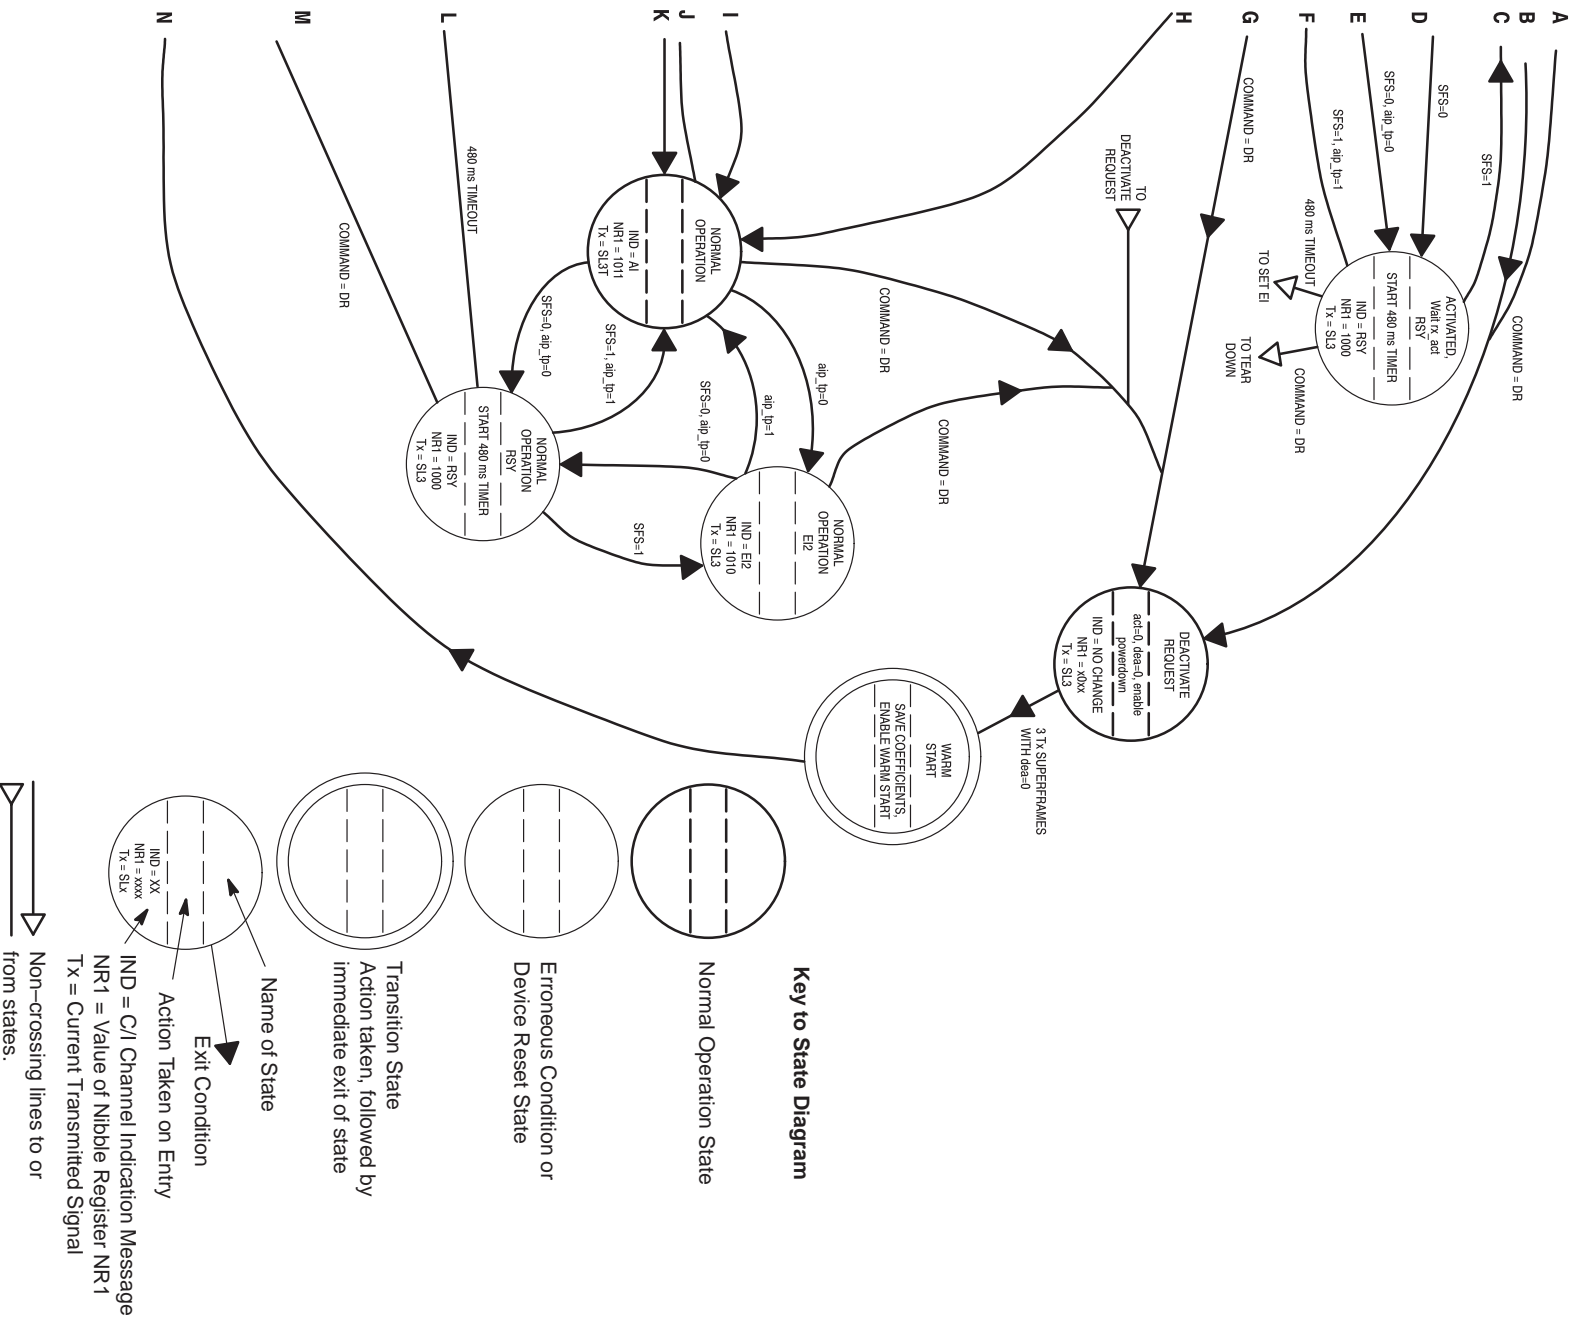 A
B
C
D
E
F
G
H
I
J
K
L
M
N
COMMAND = DR
SFS=1
SFS=0
SFS=0, aip_tp=0
SFS=1, aip_tp=1
ACTIVATED,
Wait rx_act
RSY
START 480 ms TIMER
IND = RSY
NR1 = 1000
Tx = SL3
480 ms TIMEOUT
TO SET EI
COMMAND = DR
TO TEAR
DOWN
COMMAND = DR
TO
DEACTIVATE
REQUEST
DEACTIVATE
REQUEST
act=0, dea=0, enable
powerdown
IND = NO CHANGE
NR1 = x0xx
Tx = SL3
3 Tx SUPERFRAMES
WITH dea=0
WARM
START
SAVE COEFFICIENTS,
ENABLE WARM START
COMMAND = DR
COMMAND = DR
NORMAL
OPERATION
IND = AI
NR1 = 1011
Tx = SL3T
aip_tp=0
aip_tp=1
SFS=0, aip_tp=0
NORMAL
OPERATION
EI2
IND = EI2
NR1 = 1010
Tx = SL3
SFS=1, aip_tp=1
SFS=0, aip_tp=0
SFS=1
NORMAL
OPERATION
RSY
START 480 ms TIMER
IND = RSY
NR1 = 1000
Tx = SL3
480 ms TIMEOUT
COMMAND = DR
Key to State Diagram
Normal Operation State
Erroneous Condition or
Device Reset State
Transition State
Action taken, followed by
immediate exit of state
Name of State
Exit Condition
Action Taken on Entry
IND = C/I Channel Indication Message
NR1 = Value of Nibble Register NR1
Tx = Current Transmitted Signal
IND = XX
NR1 = xxxx
Tx = SLx
Non–crossing lines to or
from states.